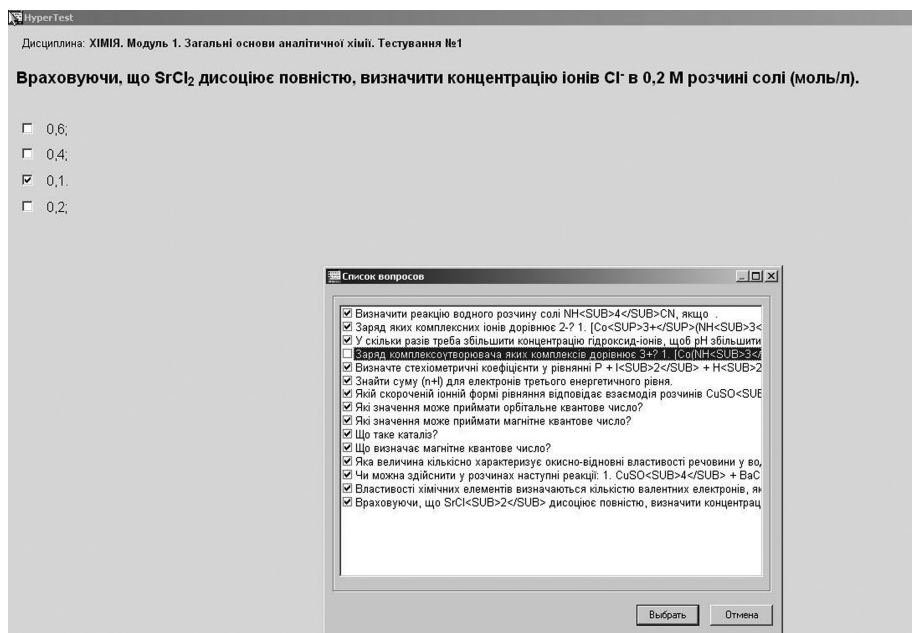 HyperTest
Дисциплина: ХІМІЯ. Модуль 1. Загальні основи аналітичної хімії. Тестування №1
Враховуючи, що SrCl₂ дисоціює повністю, визначити концентрацію іонів Cl⁻ в 0,2 М розчині солі (моль/л).
0,6;
0,4;
0,1.
0,2;
Список вопросов
Визначити реакцію водного розчину солі NH<SUB>4</SUB>CN, якщо .
Заряд яких комплексних іонів дорівнює 2-? 1. [Co<SUP>3+</SUP>(NH<SUB>3<
У скільки разів треба збільшити концентрацію гідроксид-іонів, щоб pH збільшити
Заряд комплексоутворювача яких комплексів дорівнює 3+? 1. [Co(NH<SUB>3</
Визначте стехіометричні коефіцієнти у рівнянні P + I<SUB>2</SUB> + H<SUB>2
Знайти суму (n+l) для електронів третього енергетичного рівня.
Якій скороченій іонній формі рівняння відповідає взаємодія розчинів CuSO<SUB
Які значення може приймати орбітальне квантове число?
Які значення може приймати магнітне квантове число?
Що таке каталіз?
Що визначає магнітне квантове число?
Яка величина кількісно характеризує окисно-відновні властивості речовини у во,
Чи можна здійснити у розчинах наступні реакції: 1. CuSO<SUB>4</SUB> + BaC
Властивості хімічних елементів визначаються кількістю валентних електронів, як
Враховуючи, що SrCl<SUB>2</SUB> дисоціює повністю, визначити концентрац
Выбрать
Отмена